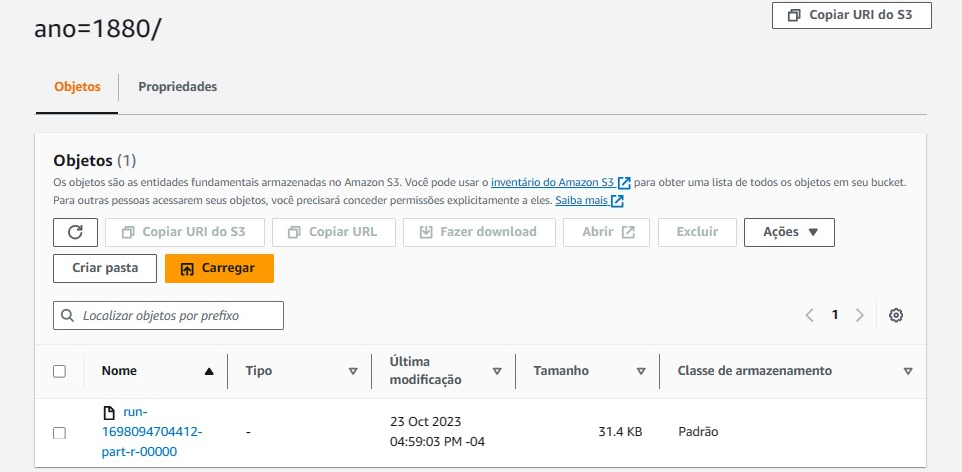 ano=1880/
Copiar URI do S3
Objetos
Propriedades
Objetos (1)
Os objetos são as entidades fundamentais armazenadas no Amazon S3. Você pode usar o inventário do Amazon S3 para obter uma lista de todos os objetos em seu bucket.
Para outras pessoas acessarem seus objetos, você precisará conceder permissões explicitamente a eles. Saiba mais
Copiar URI do S3
Copiar URL
Fazer download
Abrir
Excluir
Ações
Criar pasta
Carregar
Localizar objetos por prefixo
1
Nome
Tipo
Última
modificação
Tamanho
Classe de armazenamento
run-
1698094704412-
part-r-00000
-
23 Oct 2023
04:59:03 PM -04
31.4 KB
Padrão